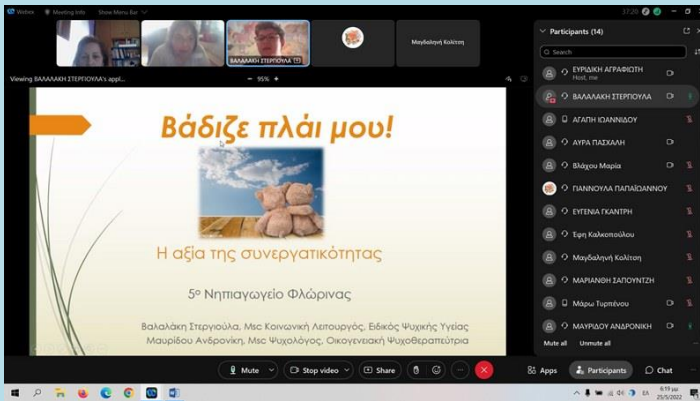 Webex Meeting Info Show Menu Bar
37:20
ΒΑΛΑΛΑΚΗ ΣΤΕΡΓΙΟΥΛΑ
Μαγδαληνή Κολίτση
Viewing ΒΑΛΑΛΑΚΗ ΣΤΕΡΓΙΟΥΛΑ's appl...
95%
Βάδιζε πλάι μου!
Η αξία της συνεργατικότητας
5ο Νηπιαγωγείο Φλώρινας
Βαλαλάκη Στεργιούλα, Msc Κοινωνική Λειτουργός, Ειδικός Ψυχικής Υγείας
Μαυρίδου Ανδρονίκη, Msc Ψυχολόγος, Οικογενειακή Ψυχοθεραπεύτρια
Participants (14)
Search
ΕΥΡΙΔΙΚΗ ΑΓΡΑΦΙΩΤΗ
Host, me
ΒΑΛΑΛΑΚΗ ΣΤΕΡΓΙΟΥΛΑ
ΑΓΑΠΗ ΙΩΑΝΝΙΔΟΥ
ΑΥΡΑ ΠΑΣΧΑΛΗ
Βλάχου Μαρία
ΓΙΑΝΝΟΥΛΑ ΠΑΠΑΪΩΑΝΝΟΥ
ΕΥΓΕΝΙΑ ΓΚΑΝΤΡΗ
Έφη Καλκοπούλου
Μαγδαληνή Κολίτση
ΜΑΡΙΑΝΘΗ ΣΑΠΟΥΝΤΖΗ
Μάρω Τυρπένου
ΜΑΥΡΙΔΟΥ ΑΝΔΡΟΝΙΚΗ
Mute all Unmute all
Mute Stop video Share
Apps Participants Chat
ΕΛ
6:19 μμ
25/5/2022